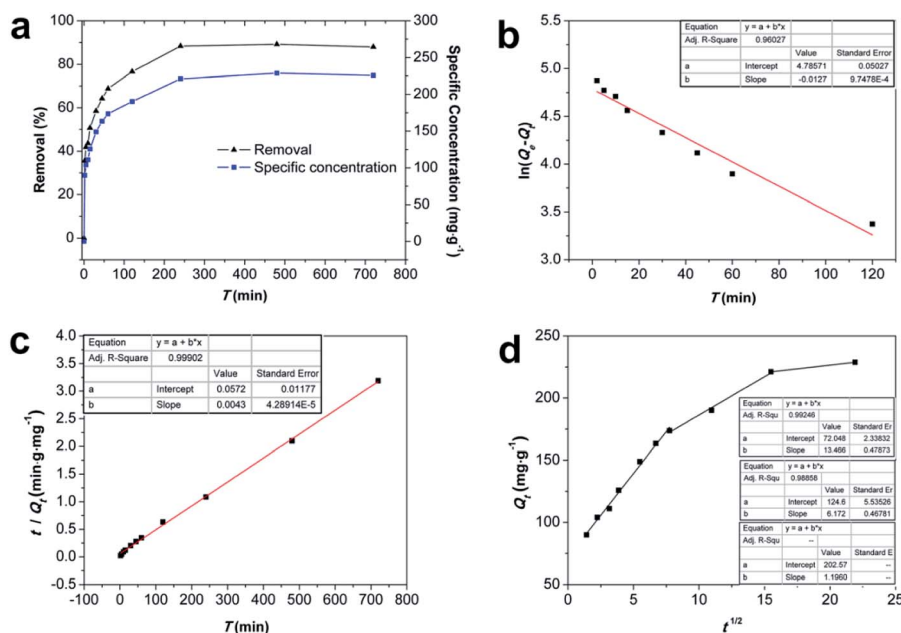 a
100
80
60
40
20
0
Removal (%)
300
250
200
150
100
50
0
Specific Concentration (mg·g⁻¹)
Removal
Specific concentration
0 100 200 300 400 500 600 700 800
T (min)
b
Equation y = a + b*x
Adj. R-Square 0.96027
Value Standard Error
a Intercept 4.78571 0.05027
b Slope -0.0127 9.7478E-4
5.0
4.5
4.0
3.5
3.0
ln(Qe-Qt)
0 20 40 60 80 100 120
T (min)
c
Equation y = a + b*x
Adj. R-Square 0.99902
Value Standard Error
a Intercept 0.0572 0.01177
b Slope 0.0043 4.28914E-5
4.0
3.5
3.0
2.5
2.0
1.5
1.0
0.5
0.0
-0.5
t / Qt (min·g·mg⁻¹)
-100 0 100 200 300 400 500 600 700 800
T (min)
d
250
200
150
100
50
Qt (mg·g⁻¹)
Equation y = a + b*x
Adj. R-Squ 0.99246
Value Standard Er
a Intercept 72.048 2.33832
b Slope 13.466 0.47873
Equation y = a + b*x
Adj. R-Squ 0.98858
Value Standard Er
a Intercept 124.6 5.53526
b Slope 6.172 0.46781
Equation y = a + b*x
Adj. R-Squ --
Value Standard E
a Intercept 202.57 --
b Slope 1.1960 --
0 5 10 15 20 25
t¹/²